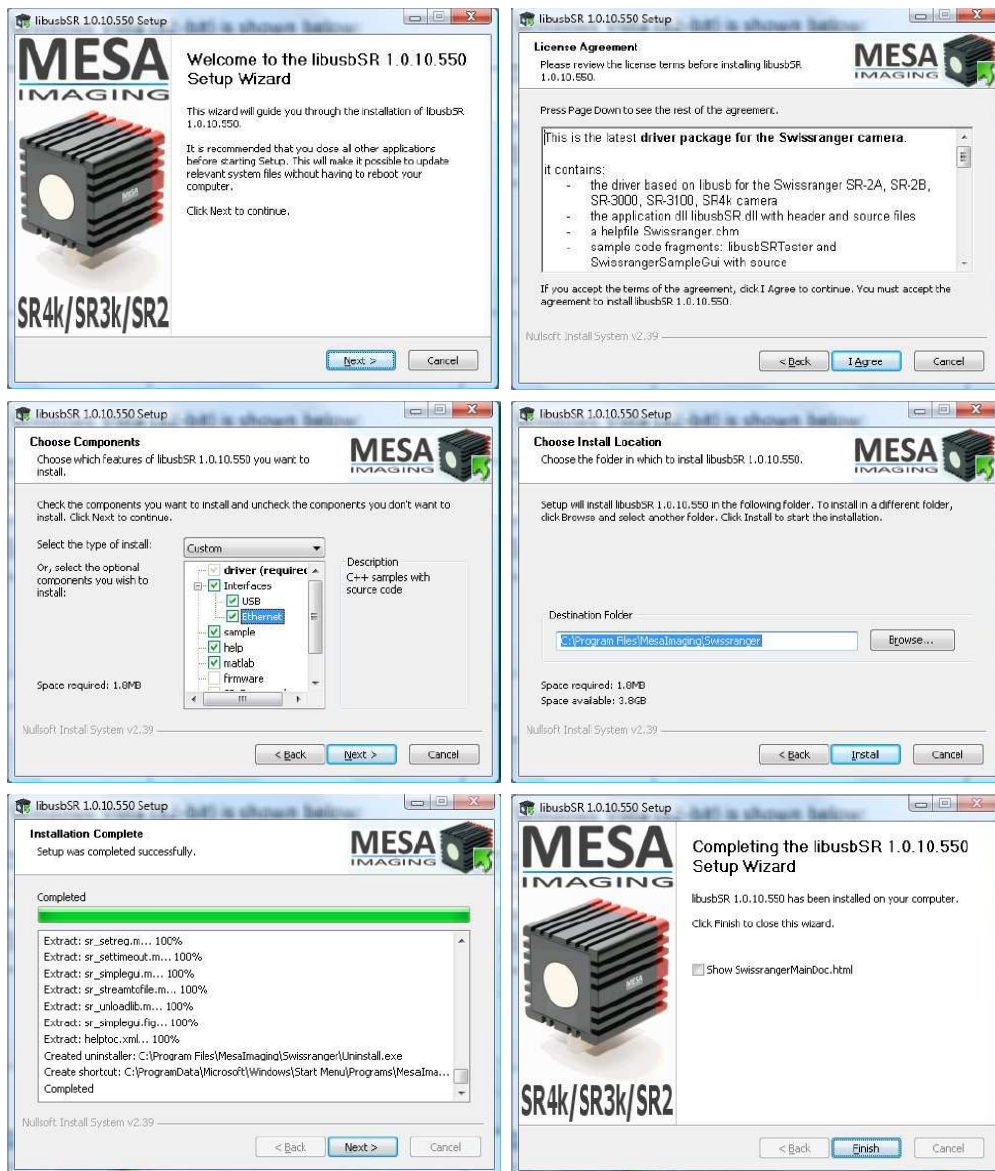 libusbSR 1.0.10.550 Setup
MESA
IMAGING
SR4k/SR3k/SR2
Welcome to the libusbSR 1.0.10.550
Setup Wizard
This wizard will guide you through the installation of libusbSR
1.0.10.550.
It is recommended that you close all other applications
before starting Setup. This will make it possible to update
relevant system files without having to reboot your
computer.
Click Next to continue.
Next >
Cancel
libusbSR 1.0.10.550 Setup
License Agreement
Please review the license terms before installing libusbSR
1.0.10.550.
MESA
IMAGING
Press Page Down to see the rest of the agreement.
This is the latest driver package for the Swissranger camera.
it contains:
- the driver based on libusb for the Swissranger SR-2A, SR-2B,
SR-3000, SR-3100, SR4k camera
- the application dll libusbSR.dll with header and source files
- a helpfile Swissranger.chm
- sample code fragments: libusbSRTester and
SwissrangerSampleGui with source
If you accept the terms of the agreement, click I Agree to continue. You must accept the
agreement to install libusbSR 1.0.10.550.
Nullsoft Install System v2.39
< Back
I Agree
Cancel
libusbSR 1.0.10.550 Setup
Choose Components
Choose which features of libusbSR 1.0.10.550 you want to
install.
MESA
IMAGING
Check the components you want to install and uncheck the components you don't want to
install. Click Next to continue.
Select the type of install:
Custom
Or, select the optional
components you wish to
install:
driver (required
Interfaces
USB
Ethernet
sample
help
matlab
firmware
Description
C++ samples with
source code
Space required: 1.8MB
Nullsoft Install System v2.39
< Back
Next >
Cancel
libusbSR 1.0.10.550 Setup
Choose Install Location
Choose the folder in which to install libusbSR 1.0.10.550.
MESA
IMAGING
Setup will install libusbSR 1.0.10.550 in the following folder. To install in a different folder,
click Browse and select another folder. Click Install to start the installation.
Destination Folder
C:\Program Files\MesaImaging\Swissranger
Browse...
Space required: 1.8MB
Space available: 3.8GB
Nullsoft Install System v2.39
< Back
Install
Cancel
libusbSR 1.0.10.550 Setup
Installation Complete
Setup was completed successfully.
MESA
IMAGING
Completed
Extract: sr_setreg.m... 100%
Extract: sr_settimeout.m... 100%
Extract: sr_simplegui.m... 100%
Extract: sr_streamtofile.m... 100%
Extract: sr_unloadlib.m... 100%
Extract: sr_simplegui.fig... 100%
Extract: helptoc.xml... 100%
Created uninstaller: C:\Program Files\MesaImaging\Swissranger\Uninstall.exe
Create shortcut: C:\ProgramData\Microsoft\Windows\Start Menu\Programs\MesaIma...
Completed
Nullsoft Install System v2.39
< Back
Next >
Cancel
libusbSR 1.0.10.550 Setup
MESA
IMAGING
SR4k/SR3k/SR2
Completing the libusbSR 1.0.10.550
Setup Wizard
libusbSR 1.0.10.550 has been installed on your computer.
Click Finish to close this wizard.
Show SwissrangerMainDoc.html
< Back
Finish
Cancel